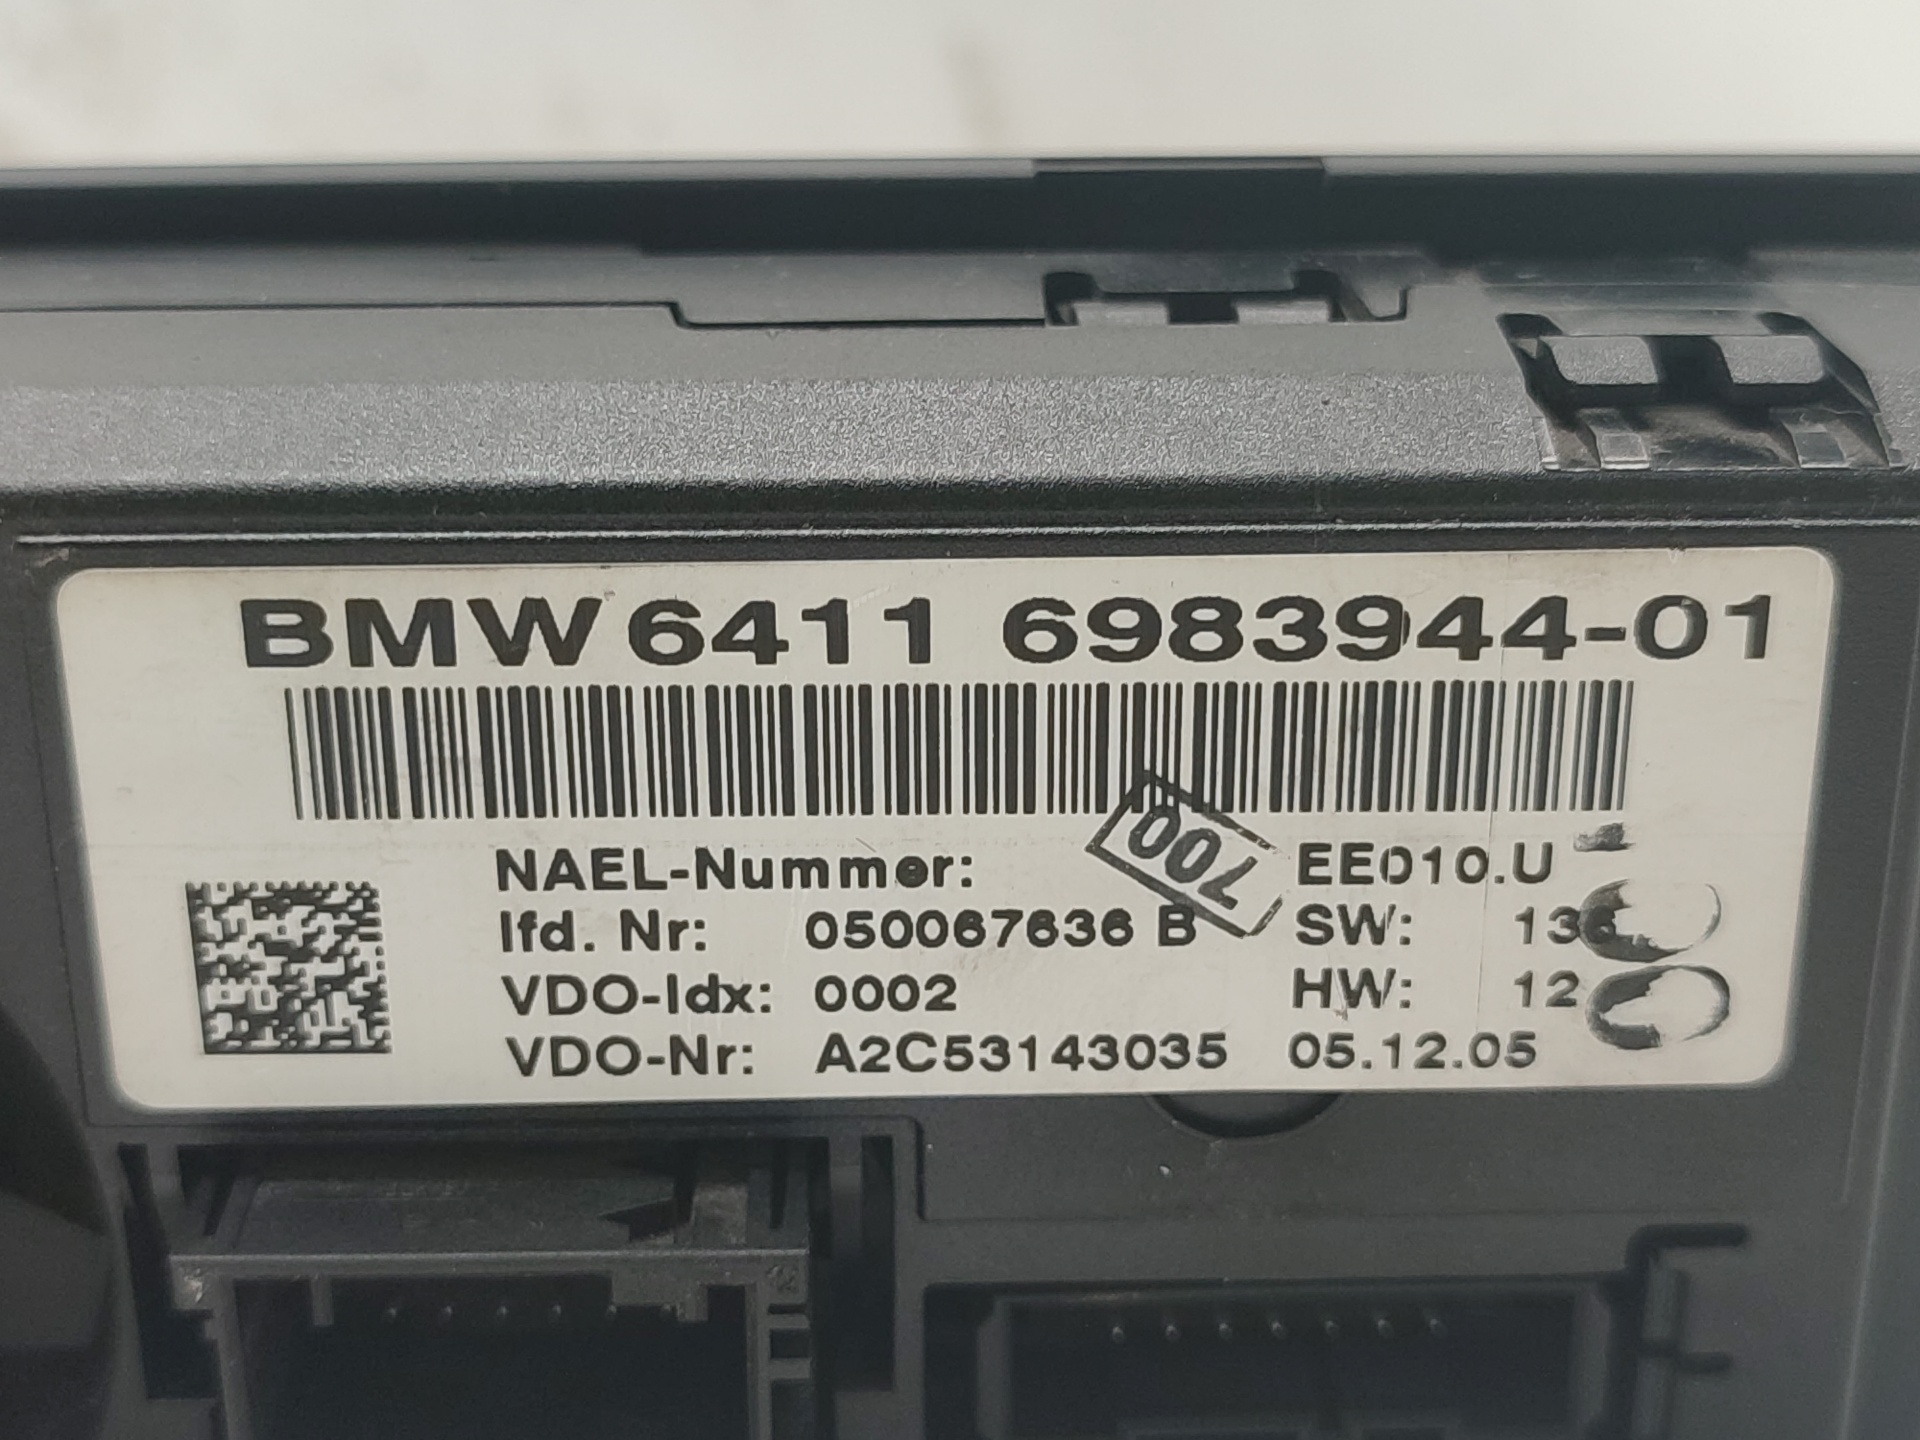 BMW 6411 6983944-01
NAEL-Nummer: EE010.U
lfd. Nr: 050067636 B SW:
VDO-Idx: 0002 HW: 12
VDO-Nr: A2C53143035 05.12.05
700